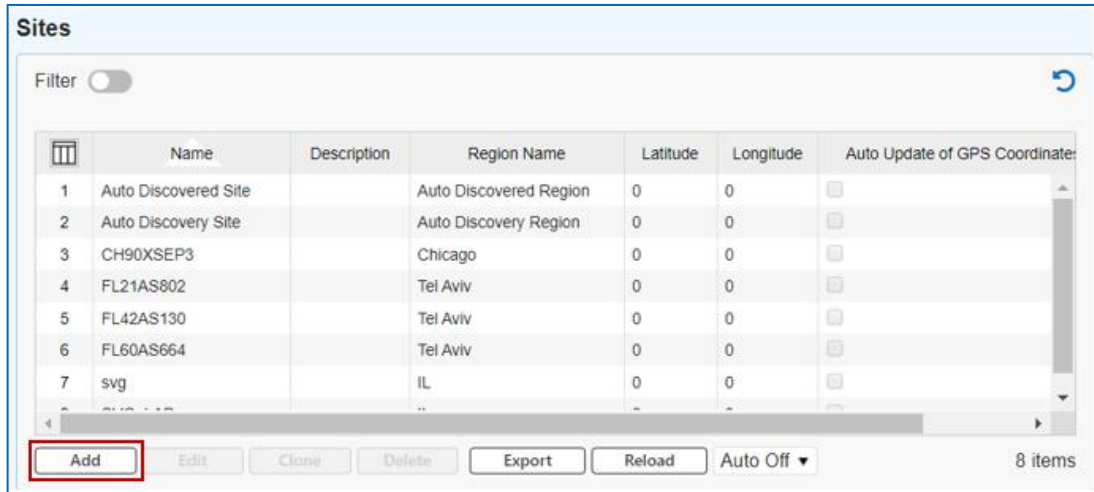 Sites
Filter
Name Description Region Name Latitude Longitude Auto Update of GPS Coordinates
1 Auto Discovered Site Auto Discovered Region 0 0
2 Auto Discovery Site Auto Discovery Region 0 0
3 CH90XSEP3 Chicago 0 0
4 FL21AS802 Tel Aviv 0 0
5 FL42AS130 Tel Aviv 0 0
6 FL60AS664 Tel Aviv 0 0
7 svg IL 0 0
Add Edit Clone Delete Export Reload Auto Off 8 items